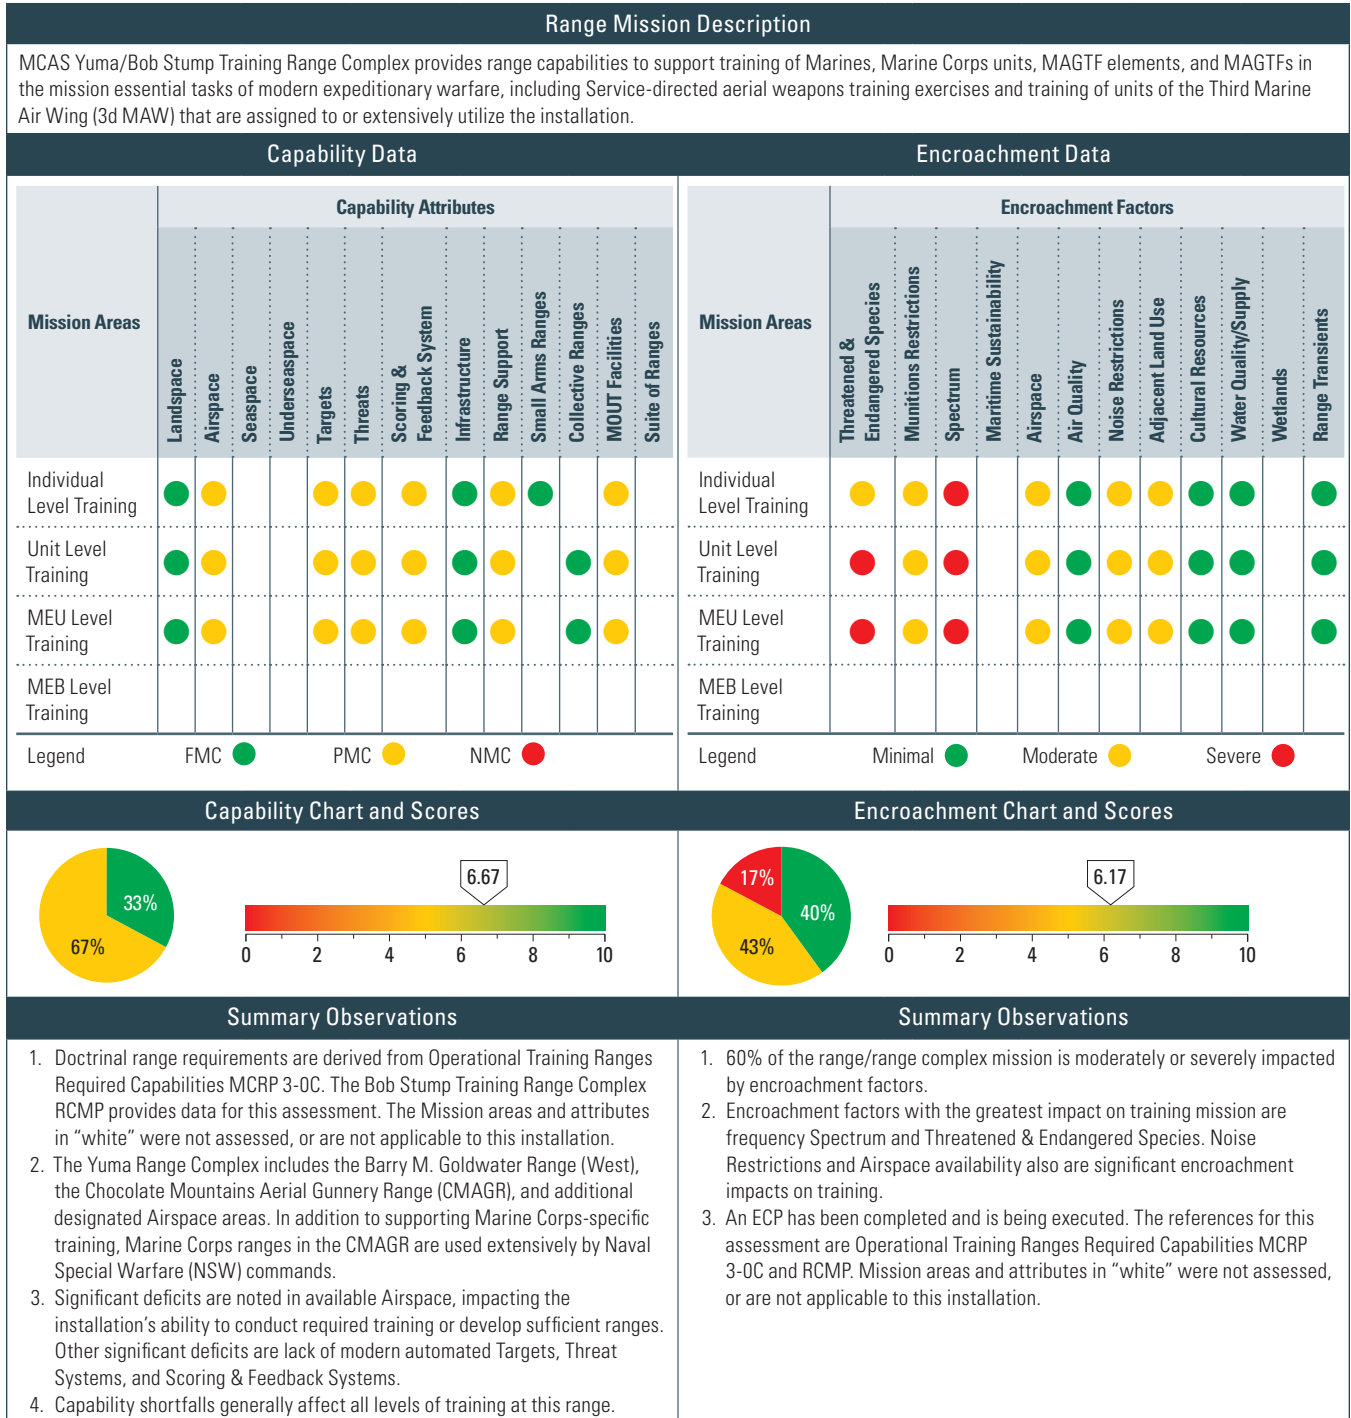 Range Mission Description
MCAS Yuma/Bob Stump Training Range Complex provides range capabilities to support training of Marines, Marine Corps units, MAGTF elements, and MAGTFs in
the mission essential tasks of modern expeditionary warfare, including Service-directed aerial weapons training exercises and training of units of the Third Marine
Air Wing (3d MAW) that are assigned to or extensively utilize the installation.
Capability Data
Mission Areas
Capability Attributes
Landspace
Airspace
Seaspace
Underseaspace
Targets
Threats
Scoring &
Feedback System
Infrastructure
Range Support
Small Arms Ranges
Collective Ranges
MOUT Facilities
Suite of Ranges
Individual
Level Training
Unit Level
Training
MEU Level
Training
MEB Level
Training
Legend
FMC
PMC
NMC
Encroachment Data
Mission Areas
Encroachment Factors
Threatened &
Endangered Species
Munitions Restrictions
Spectrum
Maritime Sustainability
Airspace
Air Quality
Noise Restrictions
Adjacent Land Use
Cultural Resources
Water Quality/Supply
Wetlands
Range Transients
Individual
Level Training
Unit Level
Training
MEU Level
Training
MEB Level
Training
Legend
Minimal
Moderate
Severe
Capability Chart and Scores
33%
67%
6.67
0 2 4 6 8 10
Encroachment Chart and Scores
17%
40%
43%
6.17
0 2 4 6 8 10
Summary Observations
1. Doctrinal range requirements are derived from Operational Training Ranges
Required Capabilities MCRP 3-0C. The Bob Stump Training Range Complex
RCMP provides data for this assessment. The Mission areas and attributes
in “white” were not assessed, or are not applicable to this installation.
2. The Yuma Range Complex includes the Barry M. Goldwater Range (West),
the Chocolate Mountains Aerial Gunnery Range (CMAGR), and additional
designated Airspace areas. In addition to supporting Marine Corps-specific
training, Marine Corps ranges in the CMAGR are used extensively by Naval
Special Warfare (NSW) commands.
3. Significant deficits are noted in available Airspace, impacting the
installation’s ability to conduct required training or develop sufficient ranges.
Other significant deficits are lack of modern automated Targets, Threat
Systems, and Scoring & Feedback Systems.
4. Capability shortfalls generally affect all levels of training at this range.
Summary Observations
1. 60% of the range/range complex mission is moderately or severely impacted
by encroachment factors.
2. Encroachment factors with the greatest impact on training mission are
frequency Spectrum and Threatened & Endangered Species. Noise
Restrictions and Airspace availability also are significant encroachment
impacts on training.
3. An ECP has been completed and is being executed. The references for this
assessment are Operational Training Ranges Required Capabilities MCRP
3-0C and RCMP. Mission areas and attributes in “white” were not assessed,
or are not applicable to this installation.